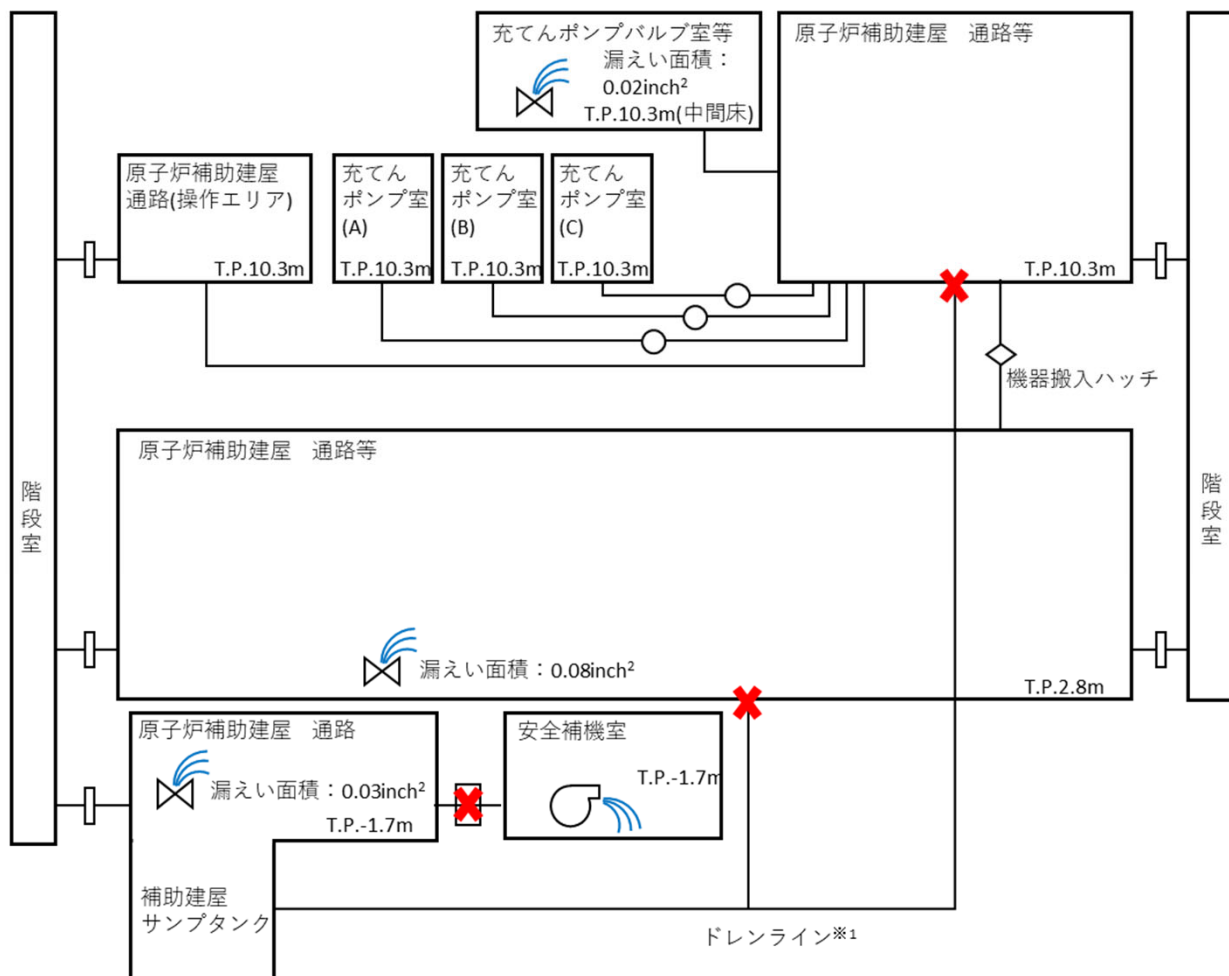 充てんポンプバルブ室等
漏えい面積：
0.02inch²
T.P.10.3m(中間床)
原子炉補助建屋　通路等
T.P.10.3m
原子炉補助建屋
通路(操作エリア)
T.P.10.3m
充てん
ポンプ室
(A)
T.P.10.3m
充てん
ポンプ室
(B)
T.P.10.3m
充てん
ポンプ室
(C)
T.P.10.3m
機器搬入ハッチ
階段室
階段室
原子炉補助建屋　通路等
漏えい面積：0.08inch²
T.P.2.8m
原子炉補助建屋　通路
漏えい面積：0.03inch²
T.P.-1.7m
安全補機室
T.P.-1.7m
補助建屋
サンプタンク
ドレンライン※1